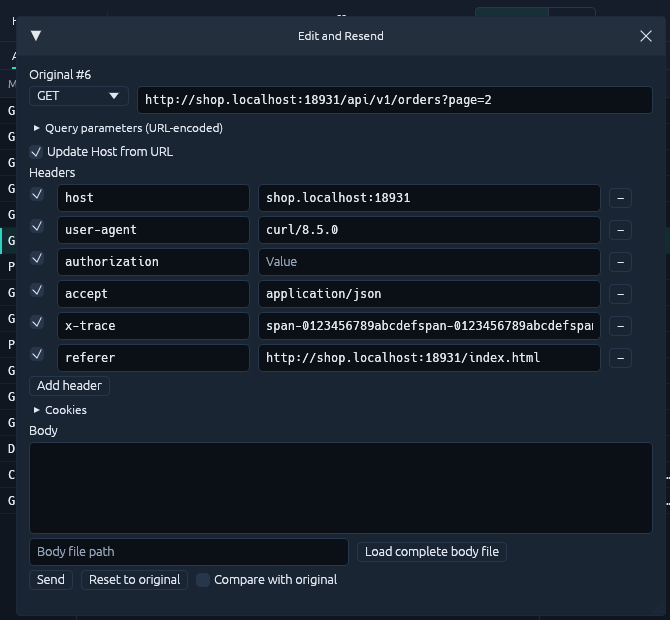 Edit and Resend
Original #6
GET
http://shop.localhost:18931/api/v1/orders?page=2
Query parameters (URL-encoded)
Update Host from URL
Headers
host shop.localhost:18931
user-agent curl/8.5.0
authorization Value
accept application/json
x-trace span-0123456789abcdefspan-0123456789abcdefspan
referer http://shop.localhost:18931/index.html
Add header
Cookies
Body
Body file path Load complete body file
Send Reset to original Compare with original